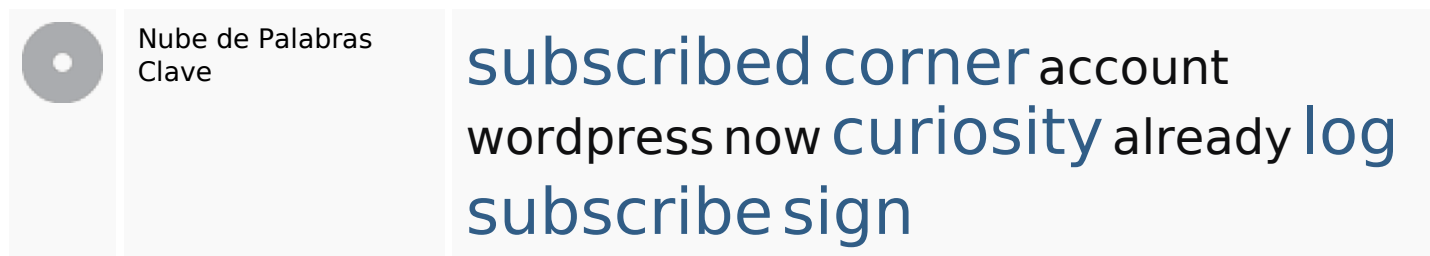 Nube de Palabras
Clave
subscribed corner account
wordpress now curiosity already log
subscribe sign